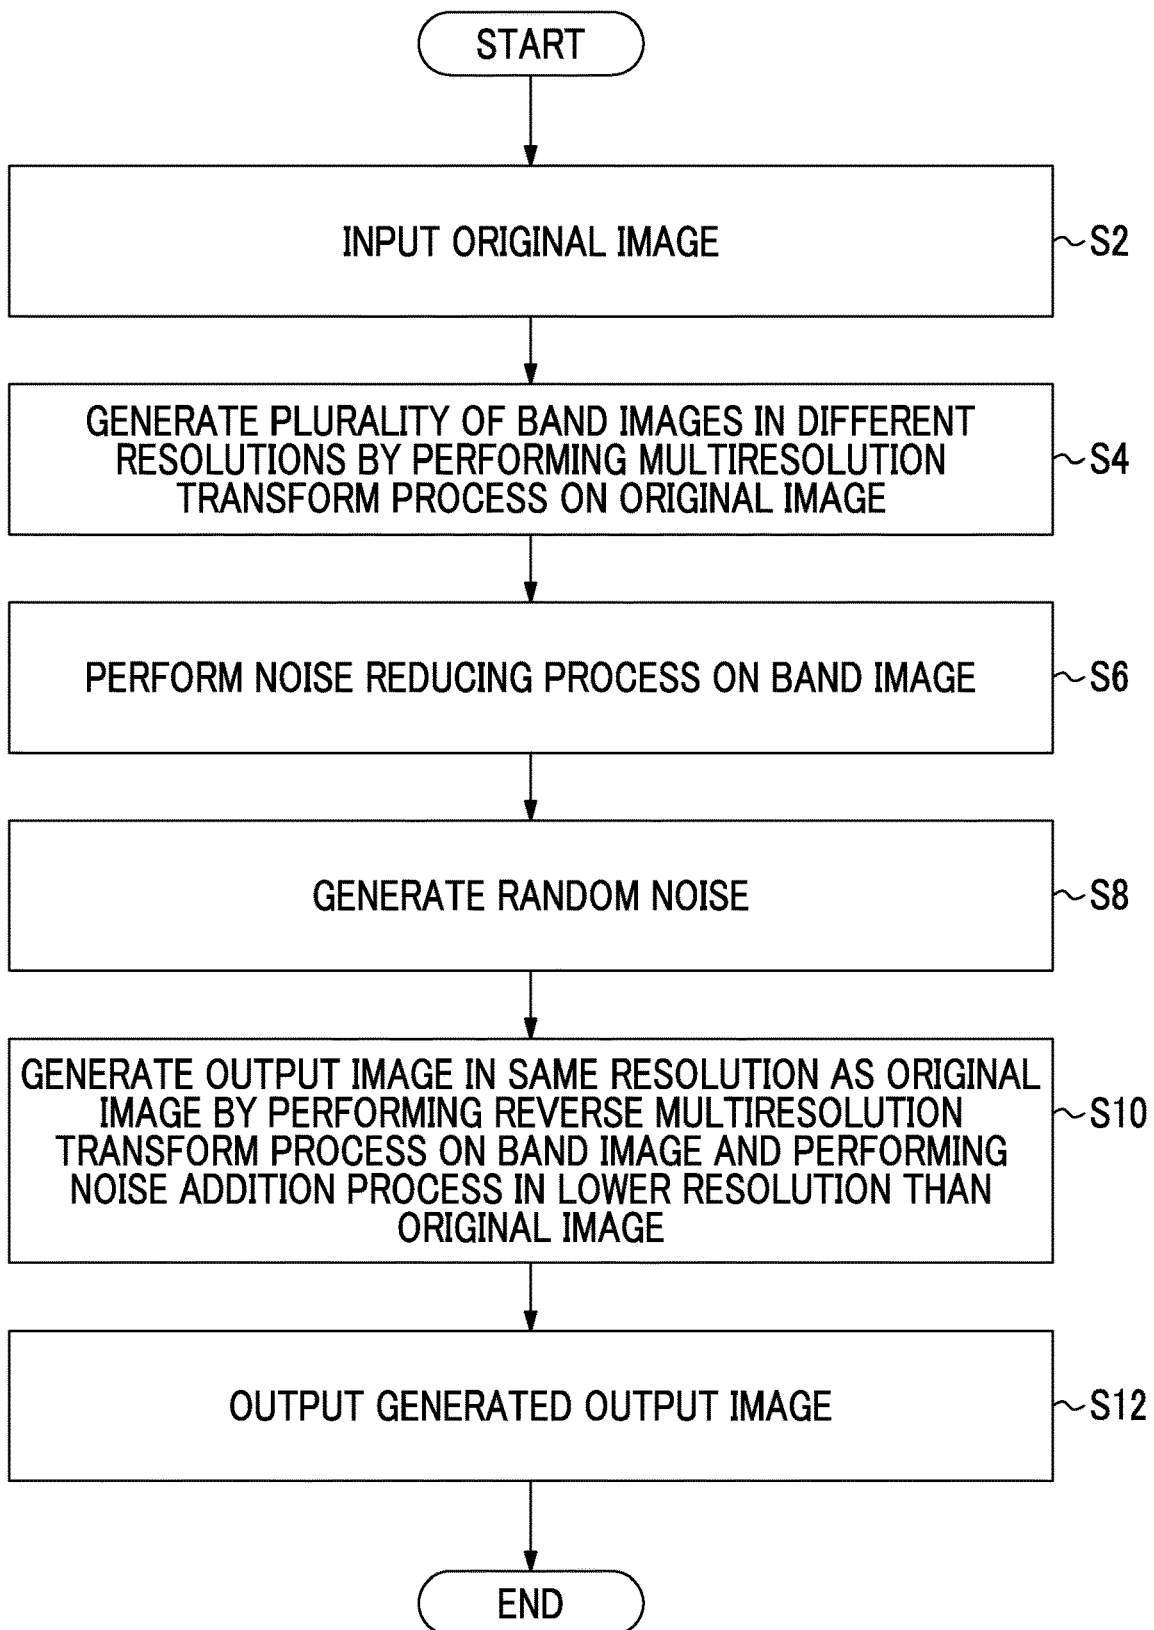 START
INPUT ORIGINAL IMAGE
S2
GENERATE PLURALITY OF BAND IMAGES IN DIFFERENT
RESOLUTIONS BY PERFORMING MULTIRESOLUTION
TRANSFORM PROCESS ON ORIGINAL IMAGE
S4
PERFORM NOISE REDUCING PROCESS ON BAND IMAGE
S6
GENERATE RANDOM NOISE
S8
GENERATE OUTPUT IMAGE IN SAME RESOLUTION AS ORIGINAL
IMAGE BY PERFORMING REVERSE MULTIRESOLUTION
TRANSFORM PROCESS ON BAND IMAGE AND PERFORMING
NOISE ADDITION PROCESS IN LOWER RESOLUTION THAN
ORIGINAL IMAGE
S10
OUTPUT GENERATED OUTPUT IMAGE
S12
END